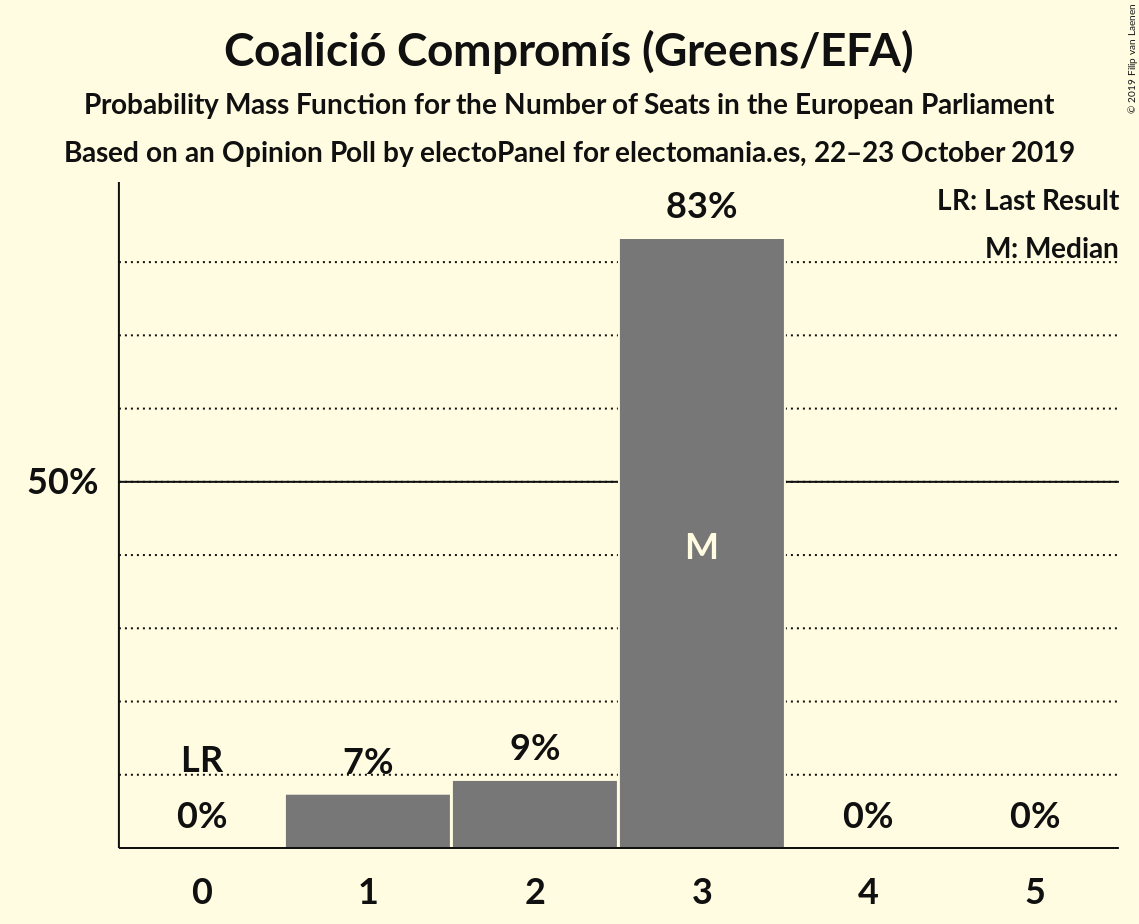 Coalició Compromís (Greens/EFA)
Probability Mass Function for the Number of Seats in the European Parliament
Based on an Opinion Poll by electoPanel for electomania.es, 22–23 October 2019
© 2019 Filip van Laenen
LR: Last Result
M: Median
83%
50%
M
LR
7%
9%
0%
0%
0%
0
1
2
3
4
5